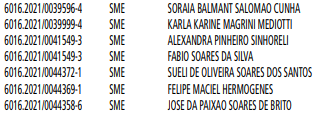 6016.2021/0039596-4 SME SORAIA BALMANT SALOMAO CUNHA
6016.2021/0039999-4 SME KARLA KARINE MAGRINI MEDIOTTI
6016.2021/0041549-3 SME ALEXANDRA PINHEIRO SINHORELI
6016.2021/0041549-3 SME FABIO SOARES DA SILVA
6016.2021/0044372-1 SME SUELI DE OLIVEIRA SOARES DOS SANTOS
6016.2021/0044369-1 SME FELIPE MACIEL HERMOGENES
6016.2021/0044358-6 SME JOSE DA PAIXAO SOARES DE BRITO